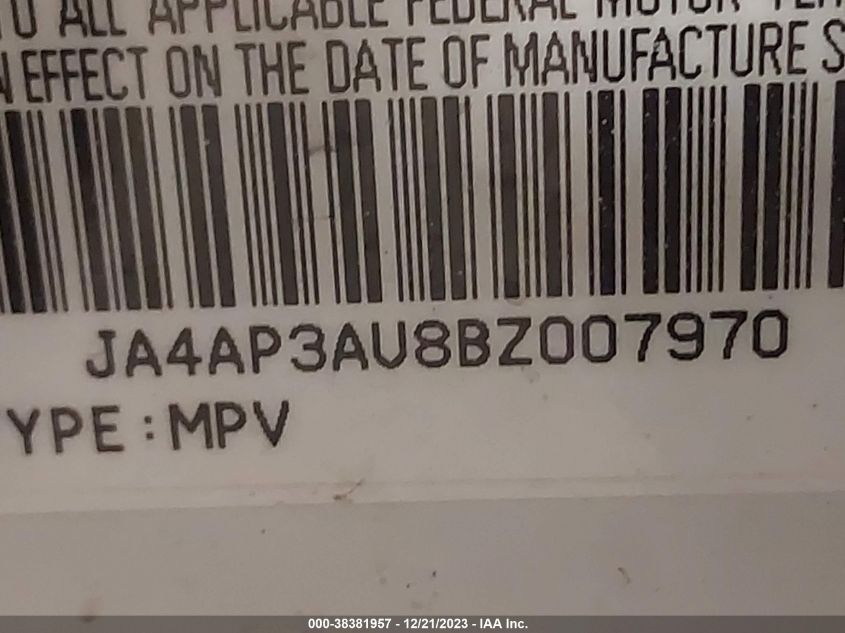 TO ALL APPLICABLE FEDERAL MOTOR
EFFECT ON THE DATE OF MANUFACTURE S
JA4AP3AU8BZ007970
YPE:MPV
000-38381957 - 12/21/2023 - IAA Inc.